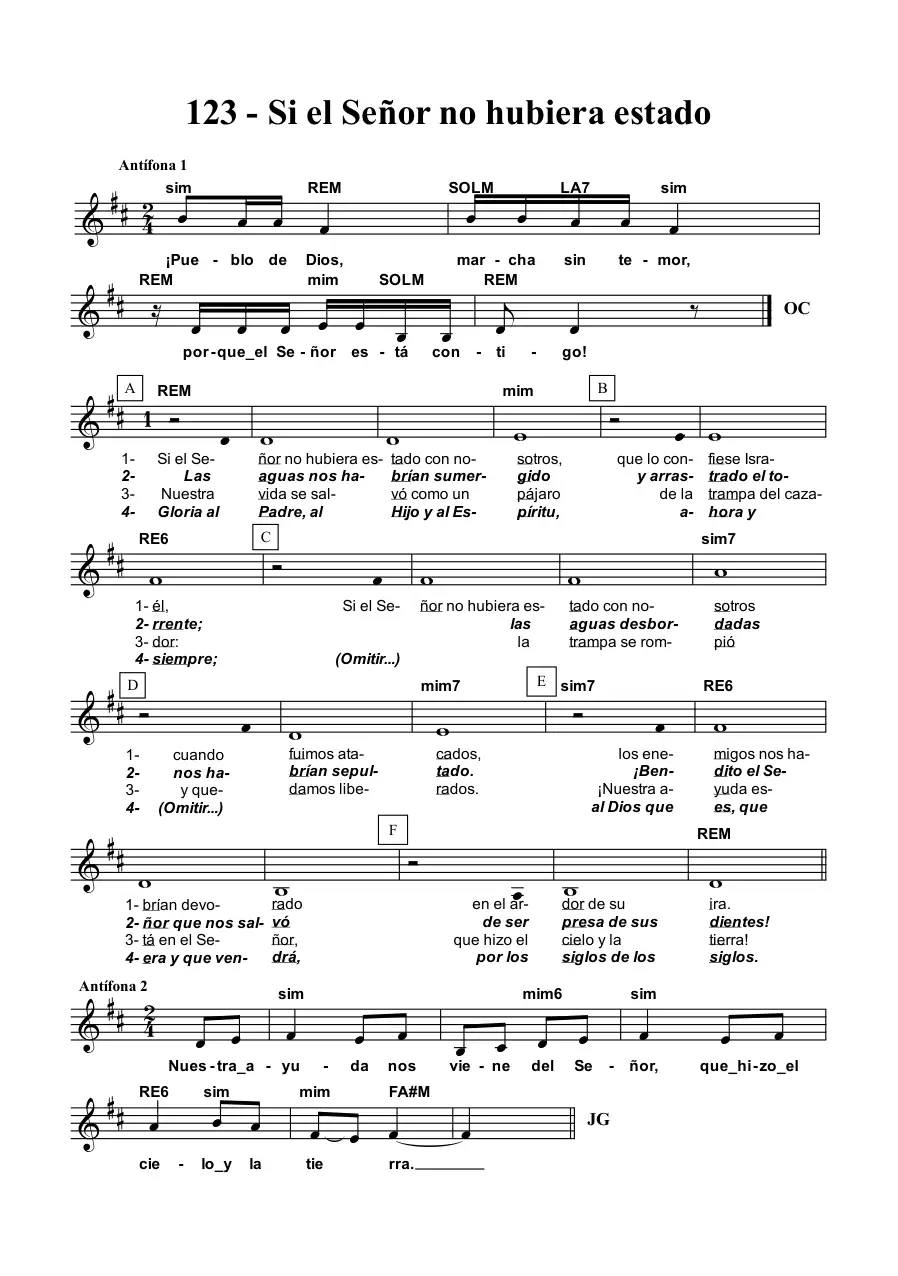 123 - Si el Señor no hubiera estado
Antífona 1
sim REM SOLM LA7 sim
2
4
¡Pue - blo de Dios, mar - cha sin te - mor,
REM mim SOLM REM
OC
por-que_el Se - ñor es - tá con - ti - go!
A REM mim B
1
1- Si el Se- ñor no hubiera es- tado con no- sotros, que lo con- fiese Isra-
2- Las aguas nos ha- brían sumer- gido y arras- trado el to-
3- Nuestra vida se sal- vó como un pájaro de la trampa del caza-
4- Gloria al Padre, al Hijo y al Es- píritu, a- hora y
RE6 C sim7
1- él, Si el Se- ñor no hubiera es- tado con no- sotros
2- rrente; las aguas desbor- dadas
3- dor: la trampa se rom- pió
4- siempre; (Omitir...)
D mim7 E sim7 RE6
1- cuando fuimos ata- cados, los ene- migos nos ha-
2- nos ha- brían sepul- tado. ¡Ben- dito el Se-
3- y que- damos libe- rados. ¡Nuestra a- yuda es-
4- (Omitir...) al Dios que es, que
F REM
1- brían devo- rado en el ar- dor de su ira.
2- ñor que nos sal- vó de ser presa de sus dientes!
3- tá en el Se- ñor, que hizo el cielo y la tierra!
4- era y que ven- drá, por los siglos de los siglos.
Antífona 2
sim mim6 sim
2
4
Nues - tra_a - yu - da nos vie - ne del Se - ñor, que_hi-zo_el
RE6 sim mim FA#M
JG
cie - lo_y la tie rra.